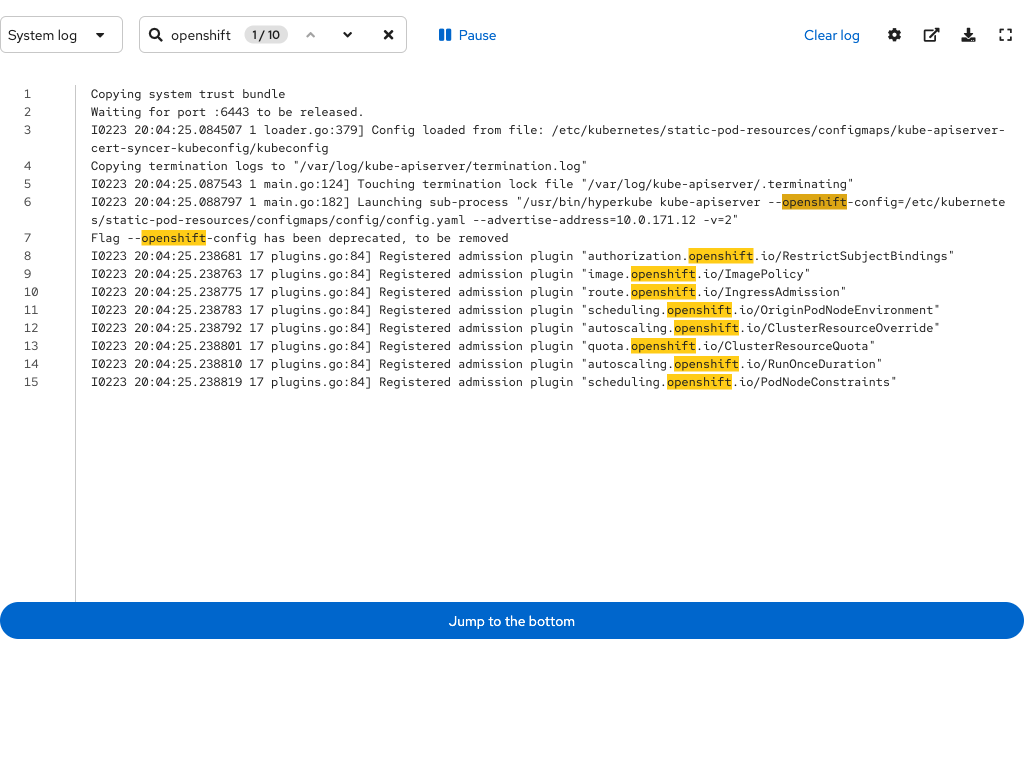 System log openshift 1 / 10 Pause Clear log
1 Copying system trust bundle
2 Waiting for port :6443 to be released.
3 I0223 20:04:25.084507 1 loader.go:379] Config loaded from file: /etc/kubernetes/static-pod-resources/configmaps/kube-apiserver-
cert-syncer-kubeconfig/kubeconfig
4 Copying termination logs to "/var/log/kube-apiserver/termination.log"
5 I0223 20:04:25.087543 1 main.go:124] Touching termination lock file "/var/log/kube-apiserver/.terminating"
6 I0223 20:04:25.088797 1 main.go:182] Launching sub-process "/usr/bin/hyperkube kube-apiserver --openshift-config=/etc/kubernete
s/static-pod-resources/configmaps/config/config.yaml --advertise-address=10.0.171.12 -v=2"
7 Flag --openshift-config has been deprecated, to be removed
8 I0223 20:04:25.238681 17 plugins.go:84] Registered admission plugin "authorization.openshift.io/RestrictSubjectBindings"
9 I0223 20:04:25.238763 17 plugins.go:84] Registered admission plugin "image.openshift.io/ImagePolicy"
10 I0223 20:04:25.238775 17 plugins.go:84] Registered admission plugin "route.openshift.io/IngressAdmission"
11 I0223 20:04:25.238783 17 plugins.go:84] Registered admission plugin "scheduling.openshift.io/OriginPodNodeEnvironment"
12 I0223 20:04:25.238792 17 plugins.go:84] Registered admission plugin "autoscaling.openshift.io/ClusterResourceOverride"
13 I0223 20:04:25.238801 17 plugins.go:84] Registered admission plugin "quota.openshift.io/ClusterResourceQuota"
14 I0223 20:04:25.238810 17 plugins.go:84] Registered admission plugin "autoscaling.openshift.io/RunOnceDuration"
15 I0223 20:04:25.238819 17 plugins.go:84] Registered admission plugin "scheduling.openshift.io/PodNodeConstraints"
Jump to the bottom